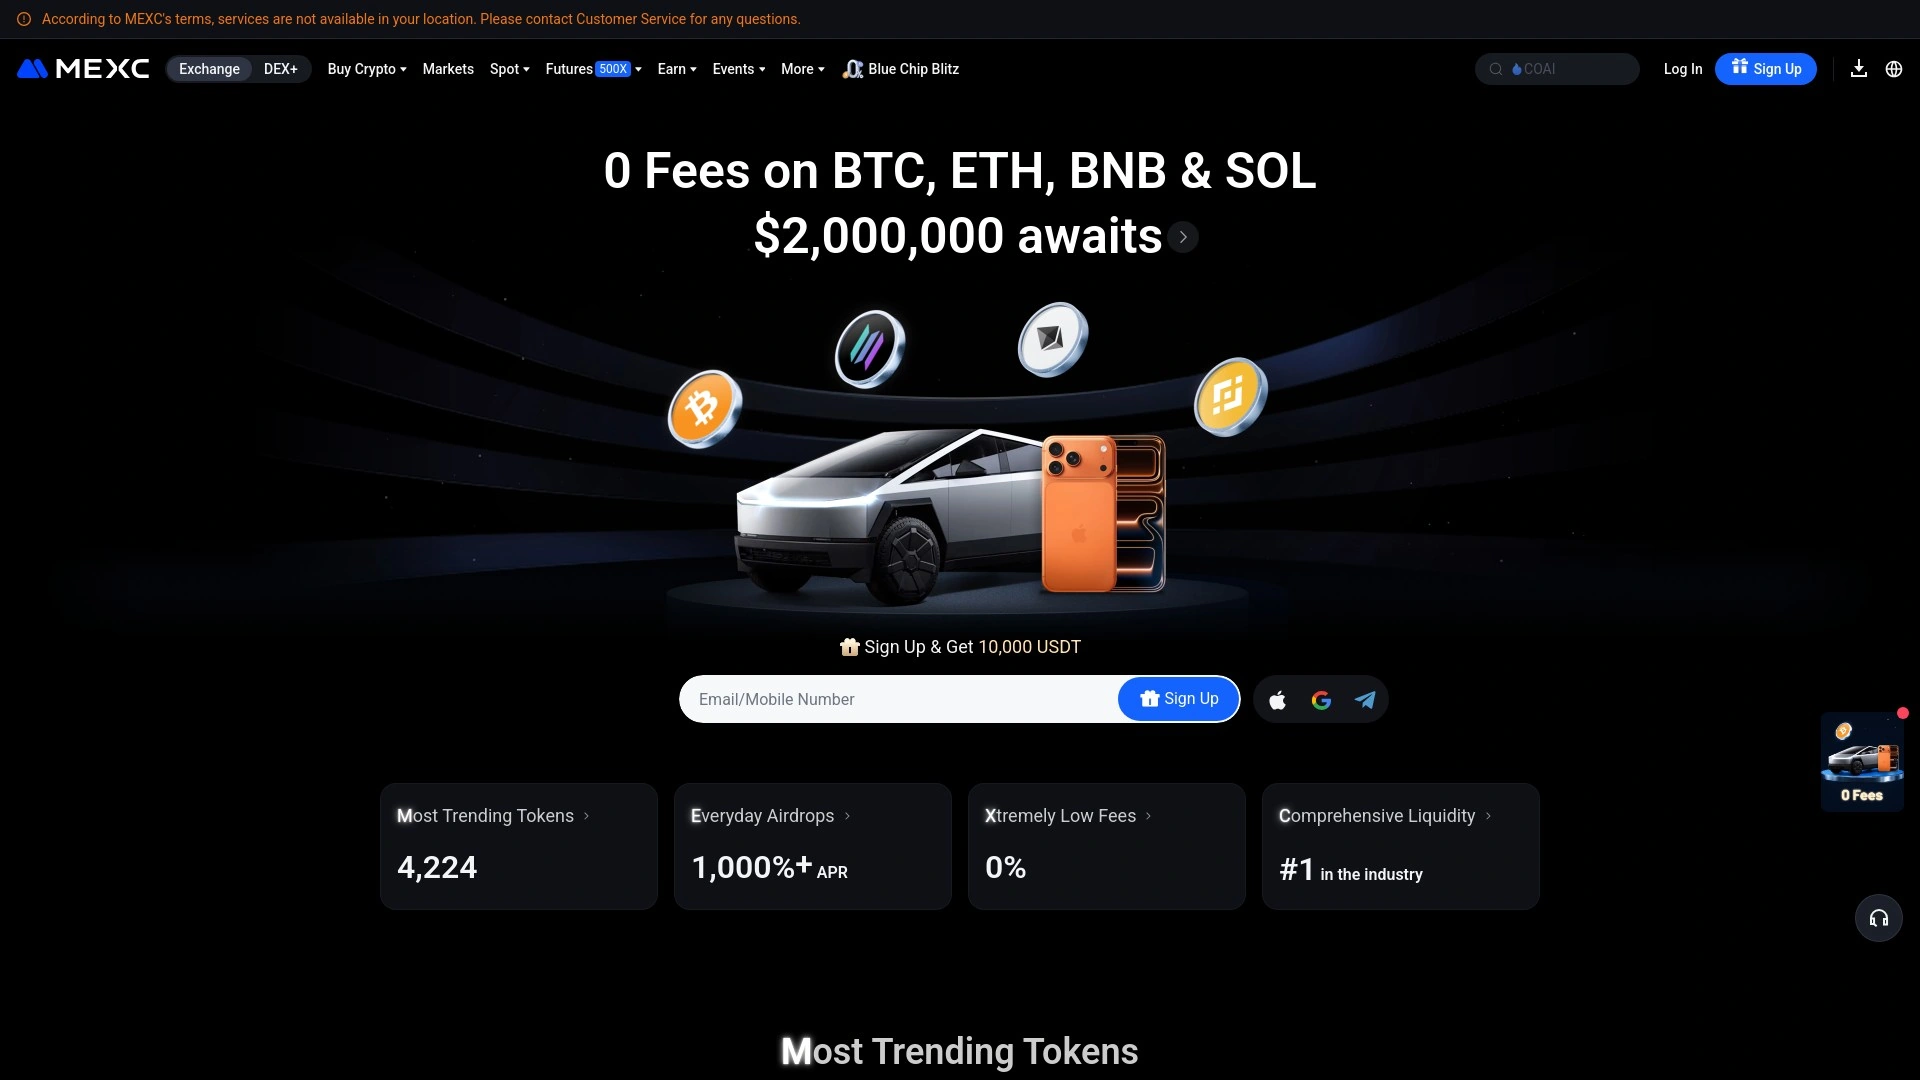 According to MEXC's terms, services are not available in your location. Please contact Customer Service for any questions.
MEXC Exchange DEX+ Buy Crypto Markets Spot Futures 500X Earn Events More Blue Chip Blitz COAI Log In Sign Up
0 Fees on BTC, ETH, BNB & SOL
$2,000,000 awaits
Sign Up & Get 10,000 USDT
Email/Mobile Number Sign Up
0 Fees
Most Trending Tokens
4,224
Everyday Airdrops
1,000%+ APR
Xtremely Low Fees
0%
Comprehensive Liquidity
#1 in the industry
Most Trending Tokens